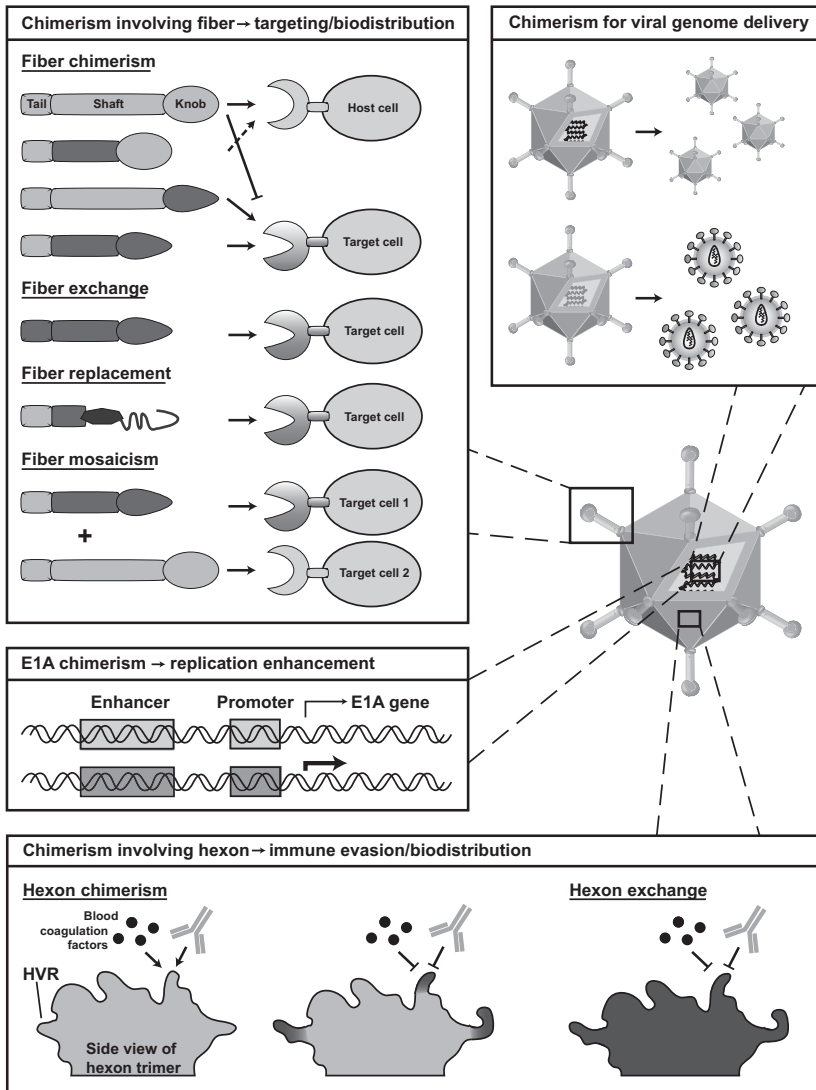 Chimerism involving fiber → targeting/biodistribution
Fiber chimerism
Tail Shaft Knob
Host cell
Target cell
Fiber exchange
Target cell
Fiber replacement
Target cell
Fiber mosaicism
Target cell 1
+
Target cell 2
Chimerism for viral genome delivery
E1A chimerism → replication enhancement
Enhancer Promoter E1A gene
Chimerism involving hexon → immune evasion/biodistribution
Hexon chimerism
Blood
coagulation
factors
HVR
Side view of
hexon trimer
Hexon exchange